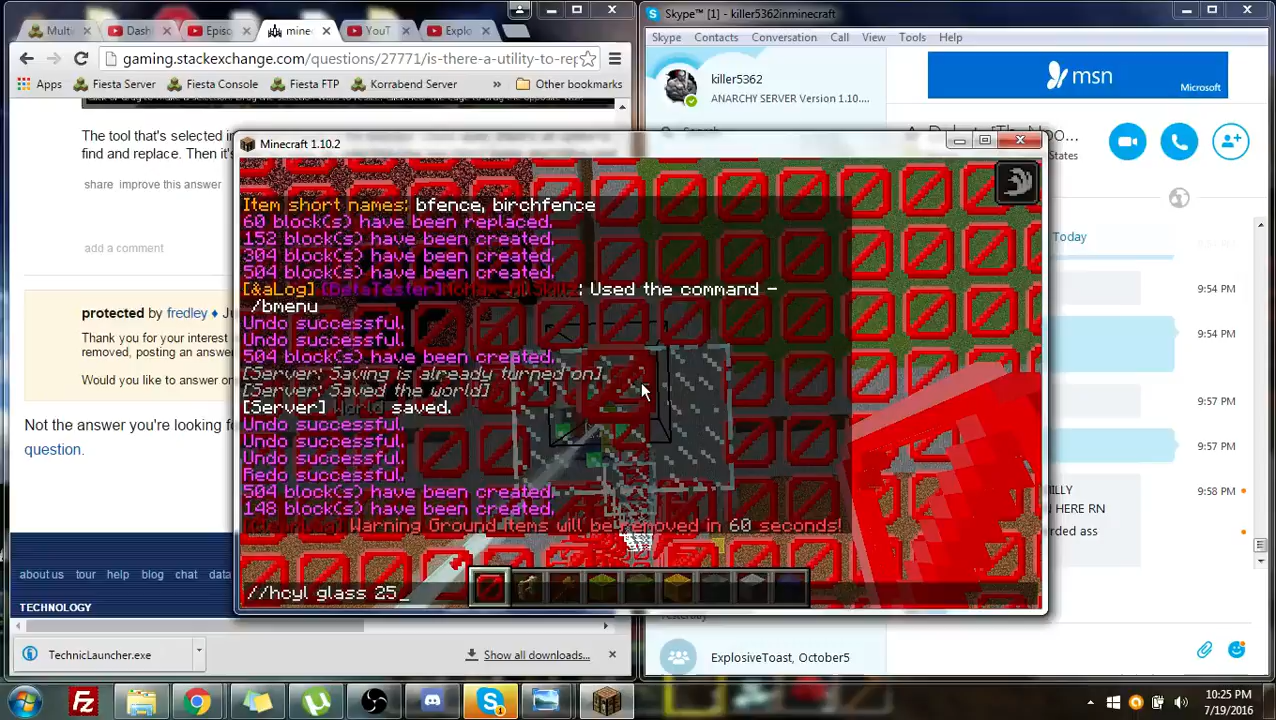 Multi
Dash
Episo
mine
YouT
Explo
gaming.stackexchange.com/questions/27771/is-there-a-utility-to-rep
Apps
Fiesta Server
Fiesta Console
Fiesta FTP
Korrabend Server
»
Other bookmarks
The tool that's selected
find and replace. Then it's
share improve this answer
add a comment
protected by fredley ♦
Thank you for your interest
removed, posting an answer
Would you like to answer
Not the answer you're looking
question.
about us tour help blog chat
TECHNOLOGY
TechnicLauncher.exe
Show all downloads...
Minecraft 1.10.2
Item short names: bfence, birchfence
60 block(s) have been replaced.
152 block(s) have been created.
304 block(s) have been created.
504 block(s) have been created.
[&aLog] [BetaTester] : Used the command -
//bmenu
Undo successful.
Undo successful.
504 block(s) have been created.
[Server: Saving is already turned on]
[Server: Saved the world]
[Server] World saved.
Undo successful.
Undo successful.
Undo successful.
Redo successful.
504 block(s) have been created.
148 block(s) have been created.
Warning Ground items will be removed in 60 seconds!
//hcyl glass 25_
Skype™ [1] - killer5362inminecraft
Skype Contacts Conversation Call View Tools Help
killer5362
ANARCHY SERVER Version 1.10....
msn
Microsoft
States
Today
9:54 PM
9:54 PM
9:57 PM
9:57 PM
9:58 PM
HERE RN
ExplosiveToast, October5
10:25 PM
7/19/2016